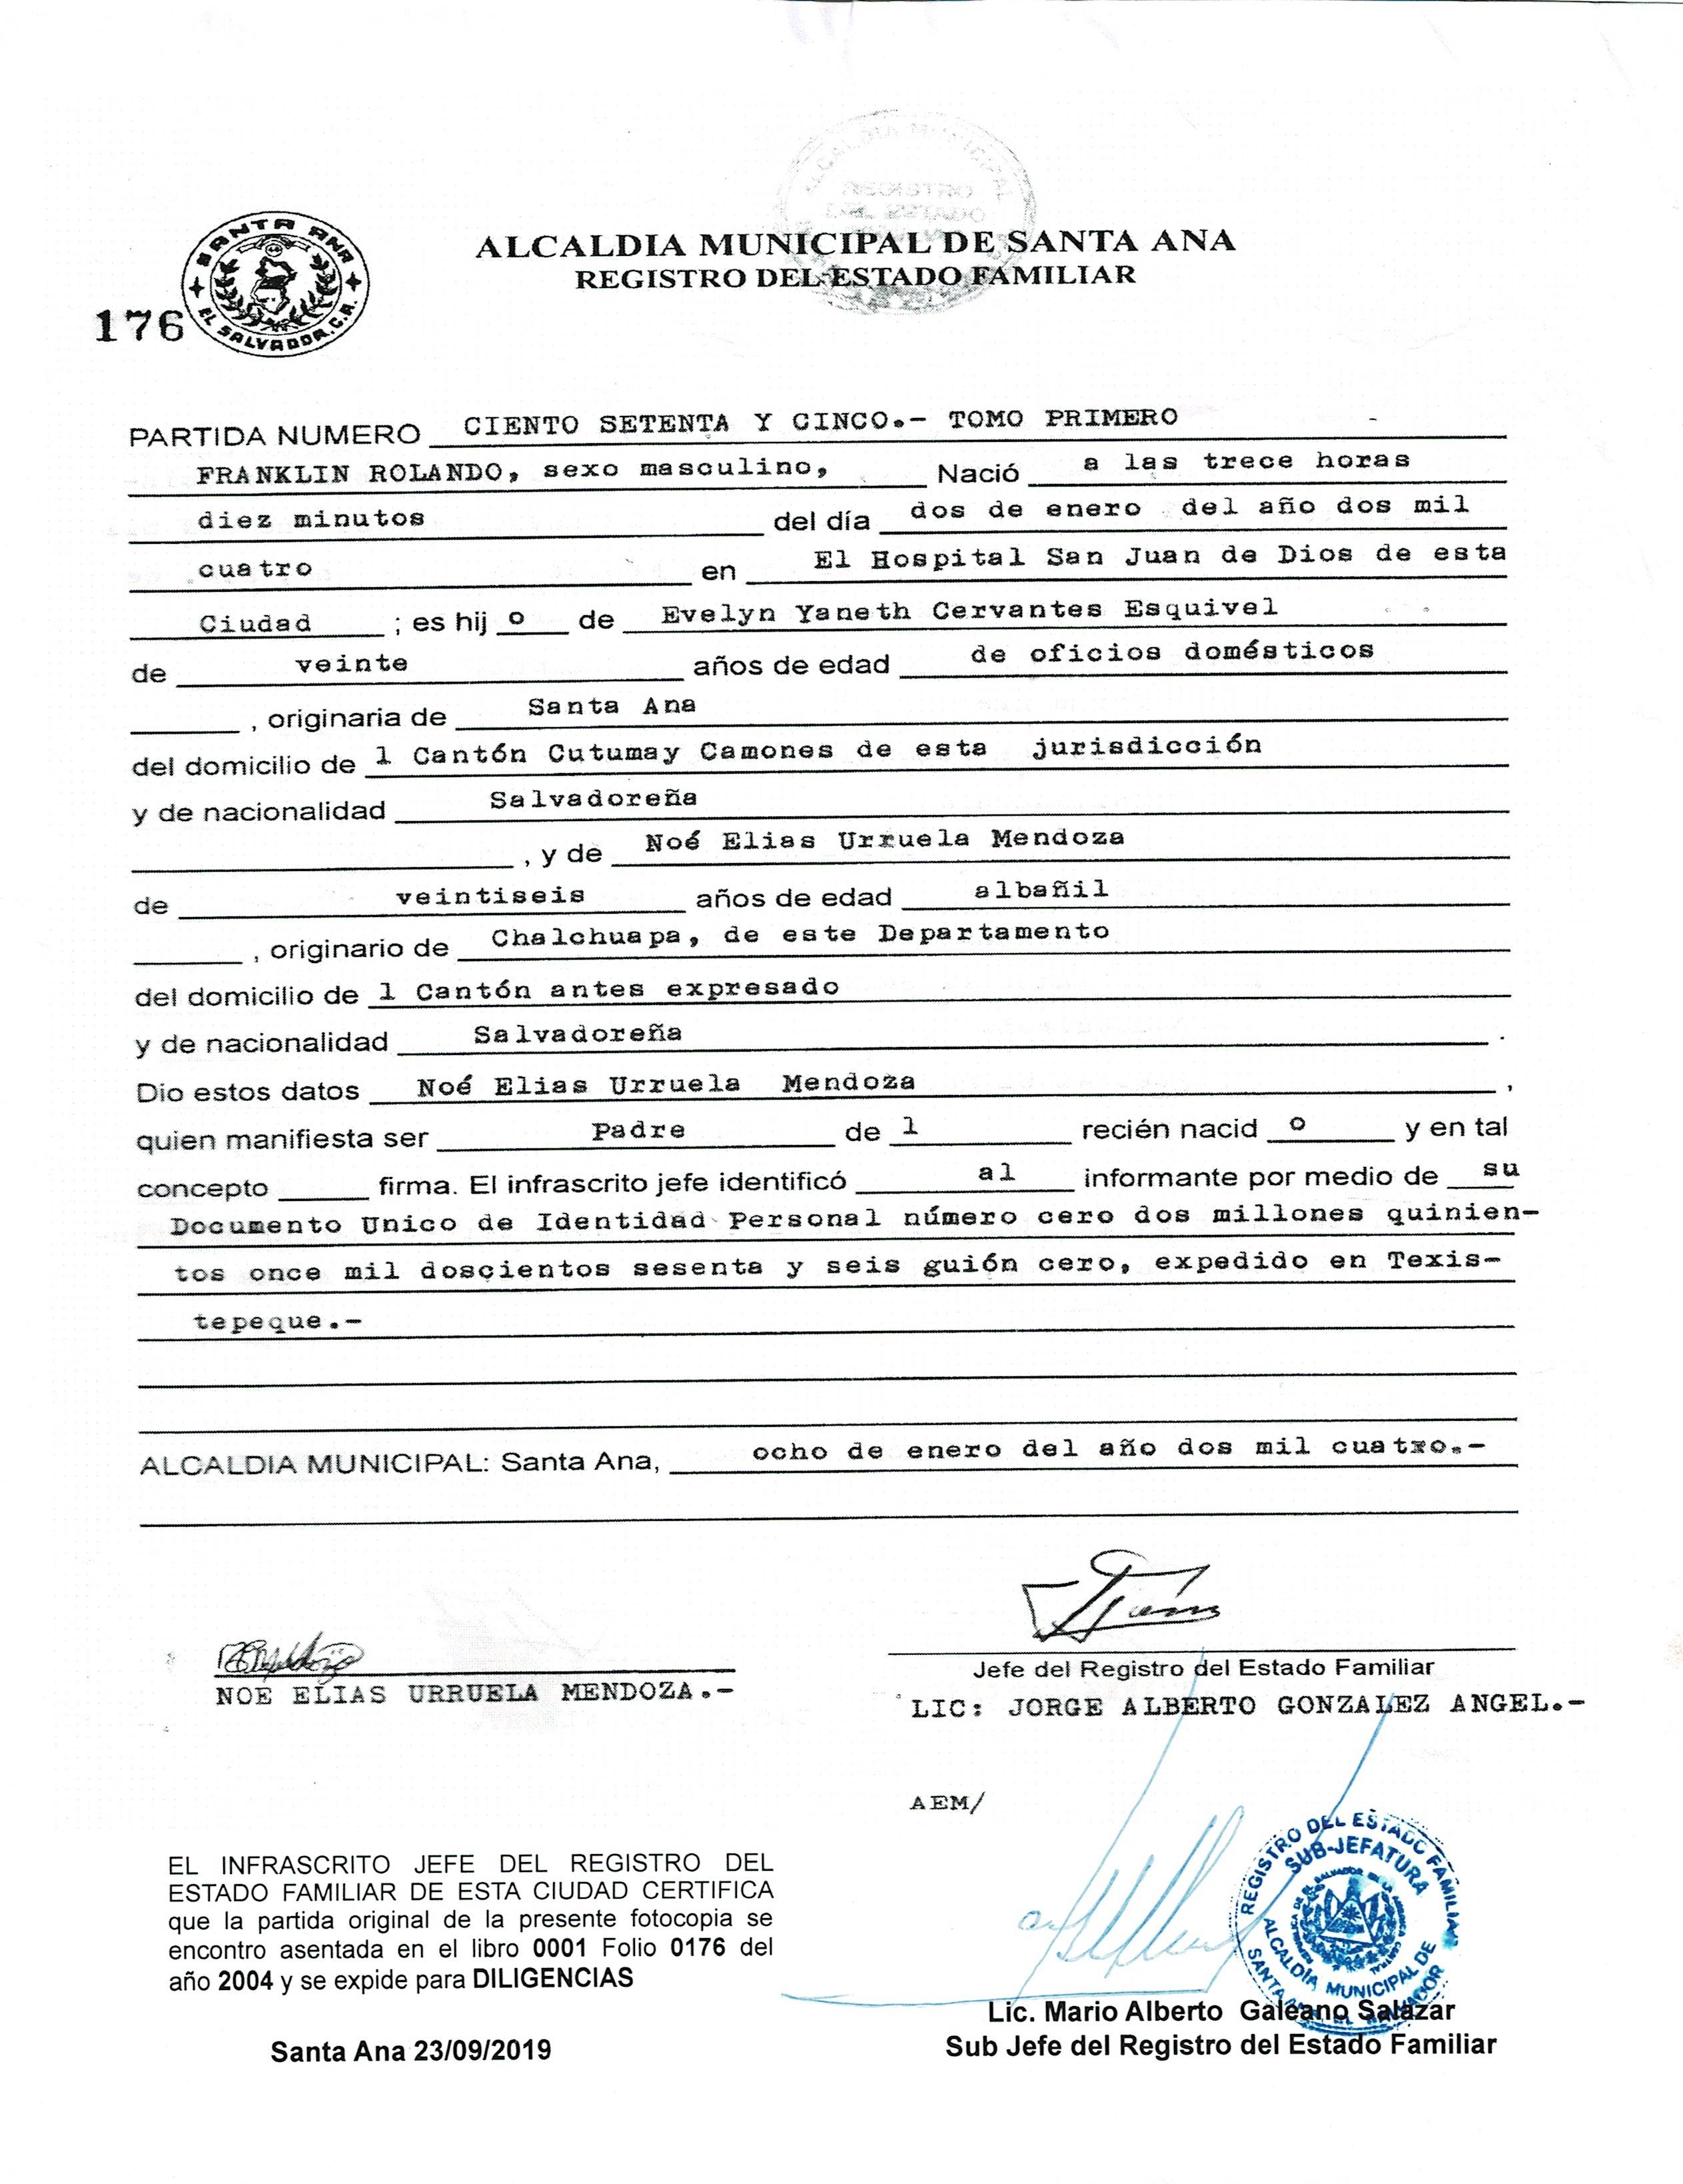 ALCALDIA MUNICIPAL
REGISTRO
DEL ESTADO
SANTA ANA
EL SALVADOR, C.A.
ALCALDIA MUNICIPAL DE SANTA ANA
REGISTRO DEL ESTADO FAMILIAR
176
PARTIDA NUMERO CIENTO SETENTA Y CINCO.- TOMO PRIMERO
FRANKLIN ROLANDO, sexo masculino, Nació a las trece horas
diez minutos del día dos de enero del año dos mil
cuatro en El Hospital San Juan de Dios de esta
Ciudad ; es hij o de Evelyn Yaneth Cervantes Esquivel
de veinte años de edad de oficios domésticos
, originaria de Santa Ana
del domicilio de l Cantón Cutumay Camones de esta jurisdicción
y de nacionalidad Salvadoreña
, y de Noé Elias Urruela Mendoza
de veintiseis años de edad albañil
, originario de Chalchuapa, de este Departamento
del domicilio de l Cantón antes expresado
y de nacionalidad Salvadoreña .
Dio estos datos Noé Elias Urruela Mendoza ,
quien manifiesta ser Padre de l recién nacid o y en tal
concepto firma. El infrascrito jefe identificó al informante por medio de su
Documento Unico de Identidad Personal número cero dos millones quinien-
tos once mil doscientos sesenta y seis guión cero, expedido en Texis-
tepeque.-
ALCALDIA MUNICIPAL: Santa Ana, ocho de enero del año dos mil cuatro.-
NOE ELIAS URRUELA MENDOZA.-
Jefe del Registro del Estado Familiar
LIC: JORGE ALBERTO GONZALEZ ANGEL.-
AEM/
EL INFRASCRITO JEFE DEL REGISTRO DEL
ESTADO FAMILIAR DE ESTA CIUDAD CERTIFICA
que la partida original de la presente fotocopia se
encontro asentada en el libro 0001 Folio 0176 del
año 2004 y se expide para DILIGENCIAS
Santa Ana 23/09/2019
REGISTRO DEL ESTADO FAMILIAR
SUB-JEFATURA
ALCALDÍA MUNICIPAL DE
SANTA ANA, EL SALVADOR
Lic. Mario Alberto Galeano Salazar
Sub Jefe del Registro del Estado Familiar